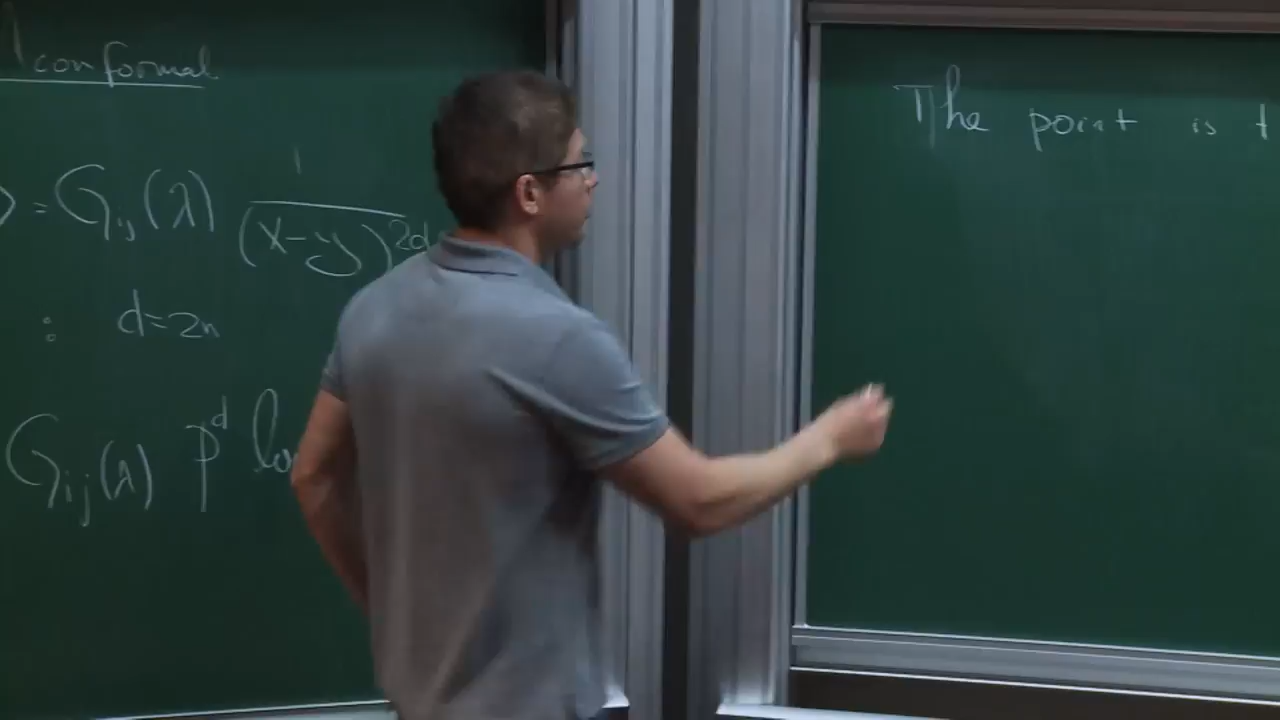 conformal
> = G_ij(λ) 1/(x-y)^2d
: d=2n
G_ij(λ) p^d lo
The point is t